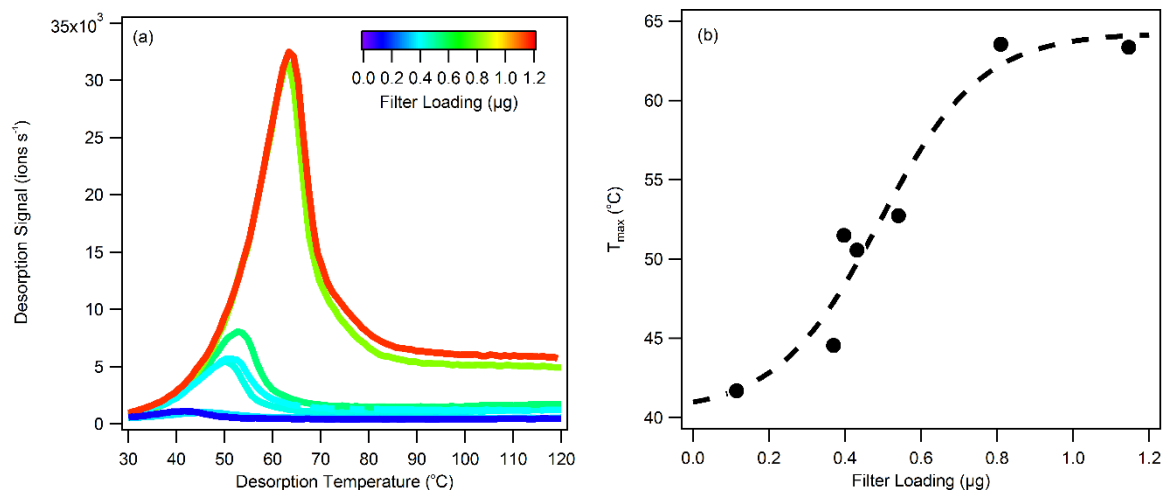 (a)
35x10³
30
25
20
15
10
5
0
Desorption Signal (ions s⁻¹)
0.0 0.2 0.4 0.6 0.8 1.0 1.2
Filter Loading (µg)
30 40 50 60 70 80 90 100 110 120
Desorption Temperature (°C)
(b)
65
60
55
50
45
40
Tmax (°C)
0.0 0.2 0.4 0.6 0.8 1.0 1.2
Filter Loading (µg)